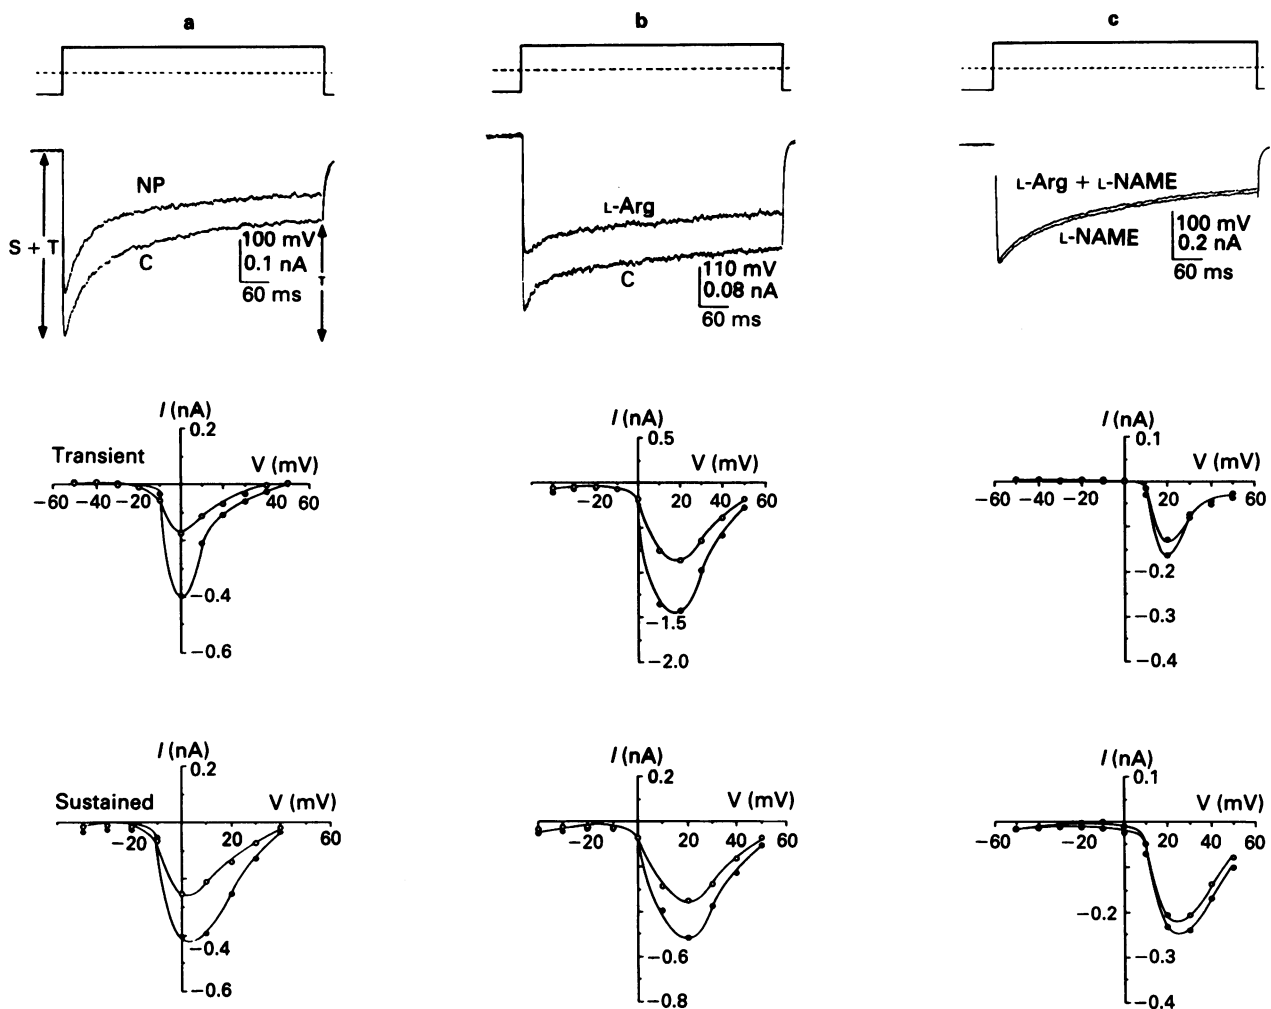 a
b
c
NP
S + T
C
100 mV
0.1 nA
60 ms
T
L-Arg
C
110 mV
0.08 nA
60 ms
L-Arg + L-NAME
L-NAME
100 mV
0.2 nA
60 ms
I (nA)
0.2
Transient
V (mV)
−60 −40 −20 20 40 60
−0.4
−0.6
I (nA)
0.5
V (mV)
−20 20 40 60
−1.5
−2.0
I (nA)
0.1
V (mV)
−60 −40 −20 20 40 60
−0.2
−0.3
−0.4
I (nA)
0.2
Sustained
V (mV)
−20 20 60
−0.4
−0.6
I (nA)
0.2
V (mV)
−40 −20 20 40 60
−0.6
−0.8
I (nA)
0.1
V (mV)
−60 −40 −20 20 40 60
−0.2
−0.3
−0.4